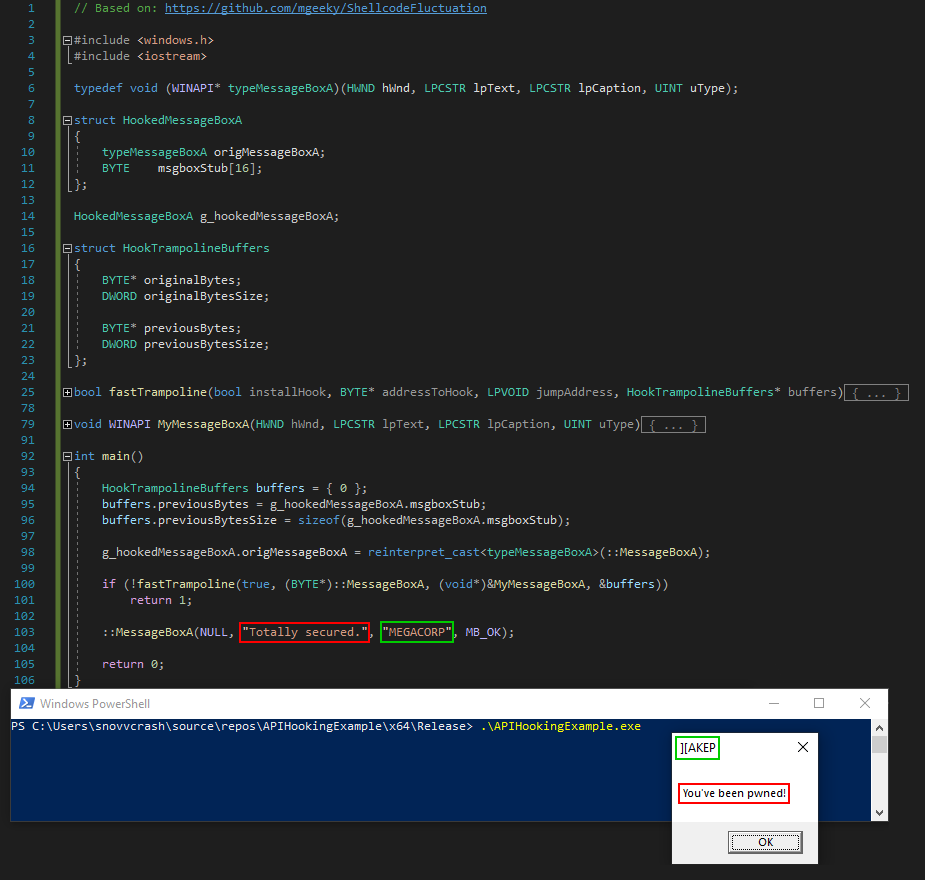 1 // Based on: https://github.com/mgeeky/ShellcodeFluctuation
2
3 #include <windows.h>
4 #include <iostream>
5
6 typedef void (WINAPI* typeMessageBoxA)(HWND hWnd, LPCSTR lpText, LPCSTR lpCaption, UINT uType);
7
8 struct HookedMessageBoxA
9 {
10 typeMessageBoxA origMessageBoxA;
11 BYTE    msgboxStub[16];
12 };
13
14 HookedMessageBoxA g_hookedMessageBoxA;
15
16 struct HookTrampolineBuffers
17 {
18 BYTE* originalBytes;
19 DWORD originalBytesSize;
20
21 BYTE* previousBytes;
22 DWORD previousBytesSize;
23 };
24
25 bool fastTrampoline(bool installHook, BYTE* addressToHook, LPVOID jumpAddress, HookTrampolineBuffers* buffers){ ... }
78
79 void WINAPI MyMessageBoxA(HWND hWnd, LPCSTR lpText, LPCSTR lpCaption, UINT uType){ ... }
91
92 int main()
93 {
94 HookTrampolineBuffers buffers = { 0 };
95 buffers.previousBytes = g_hookedMessageBoxA.msgboxStub;
96 buffers.previousBytesSize = sizeof(g_hookedMessageBoxA.msgboxStub);
97
98 g_hookedMessageBoxA.origMessageBoxA = reinterpret_cast<typeMessageBoxA>(::MessageBoxA);
99
100 if (!fastTrampoline(true, (BYTE*)::MessageBoxA, (void*)&MyMessageBoxA, &buffers))
101 return 1;
102
103 ::MessageBoxA(NULL, "Totally secured.", "MEGACORP", MB_OK);
104
105 return 0;
106 }
Windows PowerShell
PS C:\Users\snovvcrash\source\repos\APIHookingExample\x64\Release> .\APIHookingExample.exe
][AKEP
You've been pwned!
OK